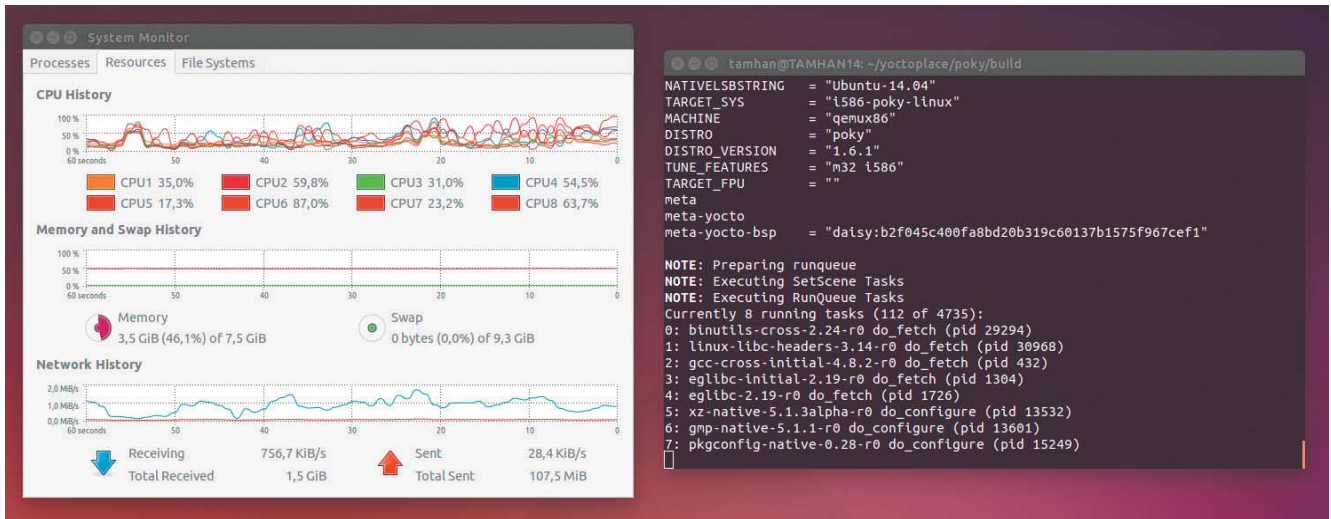 System Monitor
Processes Resources File Systems
CPU History
100 %
50 %
0 %
60 seconds 50 40 30 20 10 0
CPU1 35,0% CPU2 59,8% CPU3 31,0% CPU4 54,5%
CPU5 17,3% CPU6 87,0% CPU7 23,2% CPU8 63,7%
Memory and Swap History
100 %
50 %
0 %
60 seconds 50 40 30 20 10 0
Memory Swap
3,5 GiB (46,1%) of 7,5 GiB 0 bytes (0,0%) of 9,3 GiB
Network History
2,0 MiB/s
1,0 MiB/s
0,0 MiB/s
60 seconds 50 40 30 20 10 0
Receiving 756,7 KiB/s Sent 28,4 KiB/s
Total Received 1,5 GiB Total Sent 107,5 MiB
tamhan@TAMHAN14: ~/yoctoplace/poky/build
NATIVELSBSTRING = "Ubuntu-14.04"
TARGET_SYS = "i586-poky-linux"
MACHINE = "qemux86"
DISTRO = "poky"
DISTRO_VERSION = "1.6.1"
TUNE_FEATURES = "m32 i586"
TARGET_FPU = ""
meta
meta-yocto
meta-yocto-bsp = "daisy:b2f045c400fa8bd20b319c60137b1575f967cef1"
NOTE: Preparing runqueue
NOTE: Executing SetScene Tasks
NOTE: Executing RunQueue Tasks
Currently 8 running tasks (112 of 4735):
0: binutils-cross-2.24-r0 do_fetch (pid 29294)
1: linux-libc-headers-3.14-r0 do_fetch (pid 30968)
2: gcc-cross-initial-4.8.2-r0 do_fetch (pid 432)
3: eglibc-initial-2.19-r0 do_fetch (pid 1304)
4: eglibc-2.19-r0 do_fetch (pid 1726)
5: xz-native-5.1.3alpha-r0 do_configure (pid 13532)
6: gmp-native-5.1.1-r0 do_configure (pid 13601)
7: pkgconfig-native-0.28-r0 do_configure (pid 15249)